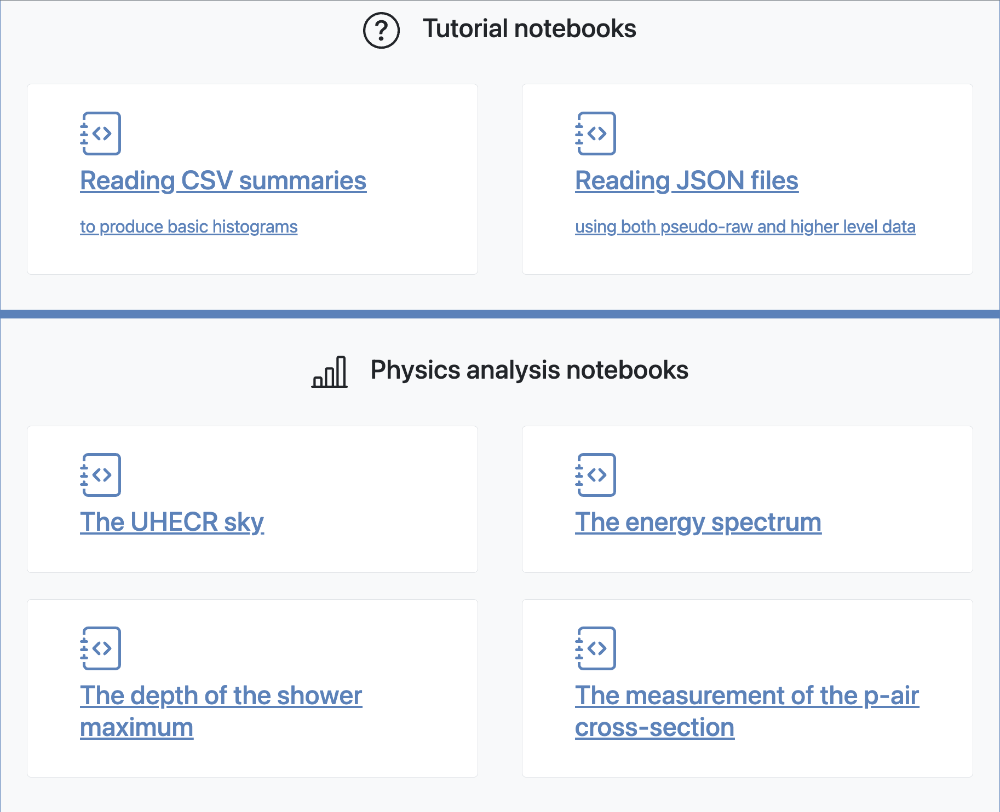 Tutorial notebooks
Reading CSV summaries
to produce basic histograms
Reading JSON files
using both pseudo-raw and higher level data
Physics analysis notebooks
The UHECR sky
The energy spectrum
The depth of the shower
maximum
The measurement of the p-air
cross-section